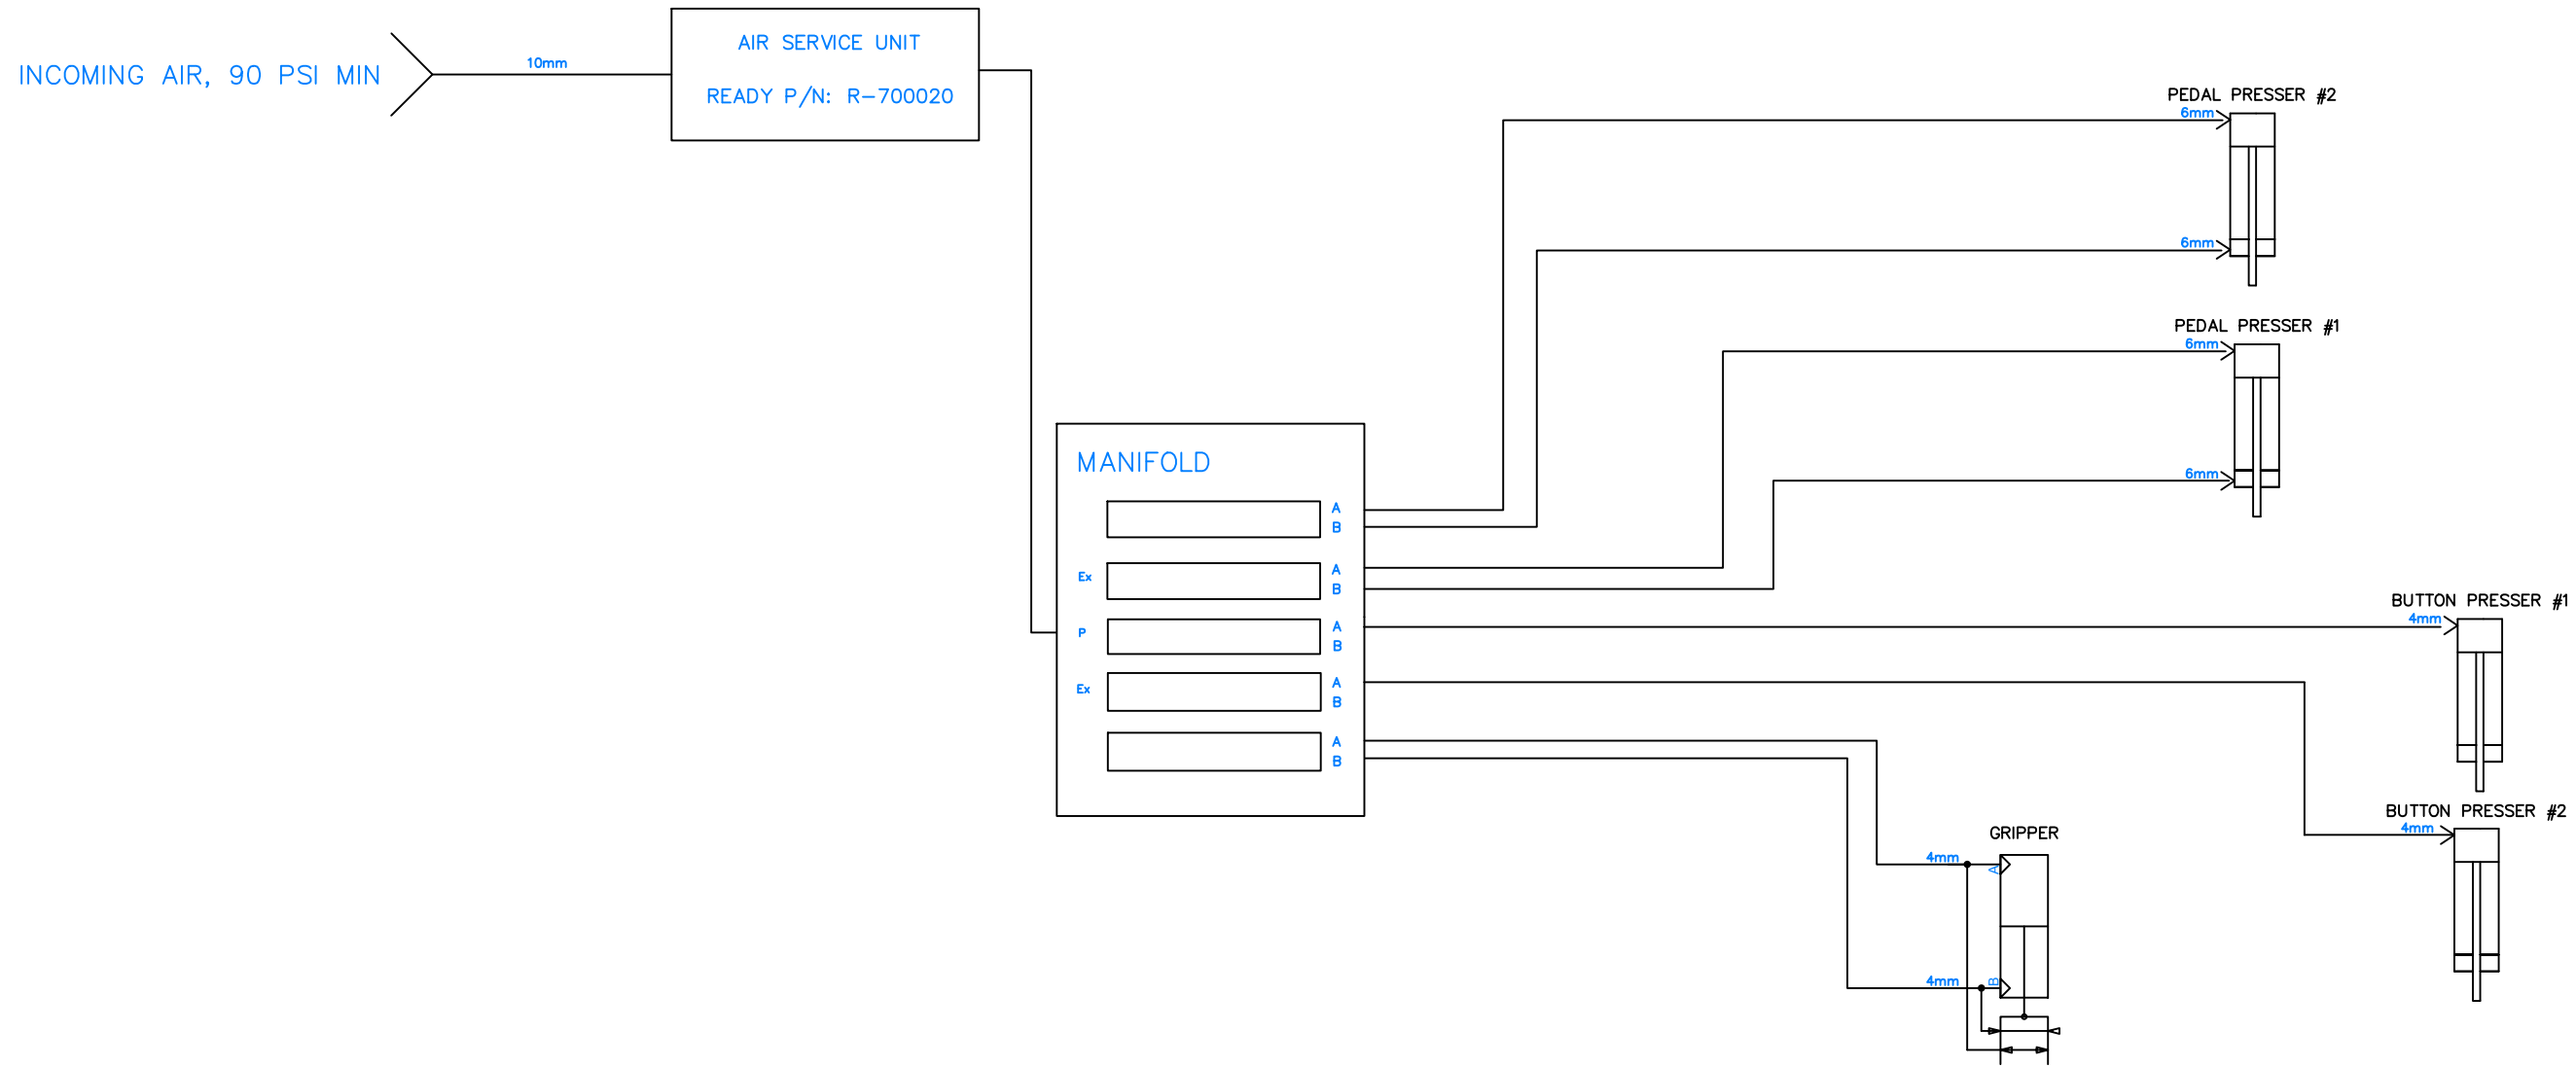 INCOMING AIR, 90 PSI MIN
10mm
AIR SERVICE UNIT
READY P/N: R-700020
PEDAL PRESSER #2
6mm
6mm
PEDAL PRESSER #1
6mm
6mm
MANIFOLD
A
B
Ex
A
B
P
A
B
Ex
A
B
A
B
BUTTON PRESSER #1
4mm
BUTTON PRESSER #2
4mm
GRIPPER
4mm
A
4mm
B